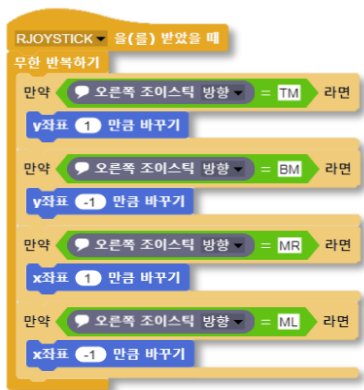 RJOYSTICK 을(를) 받았을 때
무한 반복하기
만약 오른쪽 조이스틱 방향 = TM 라면
y좌표 1 만큼 바꾸기
만약 오른쪽 조이스틱 방향 = BM 라면
y좌표 -1 만큼 바꾸기
만약 오른쪽 조이스틱 방향 = MR 라면
x좌표 1 만큼 바꾸기
만약 오른쪽 조이스틱 방향 = ML 라면
x좌표 -1 만큼 바꾸기